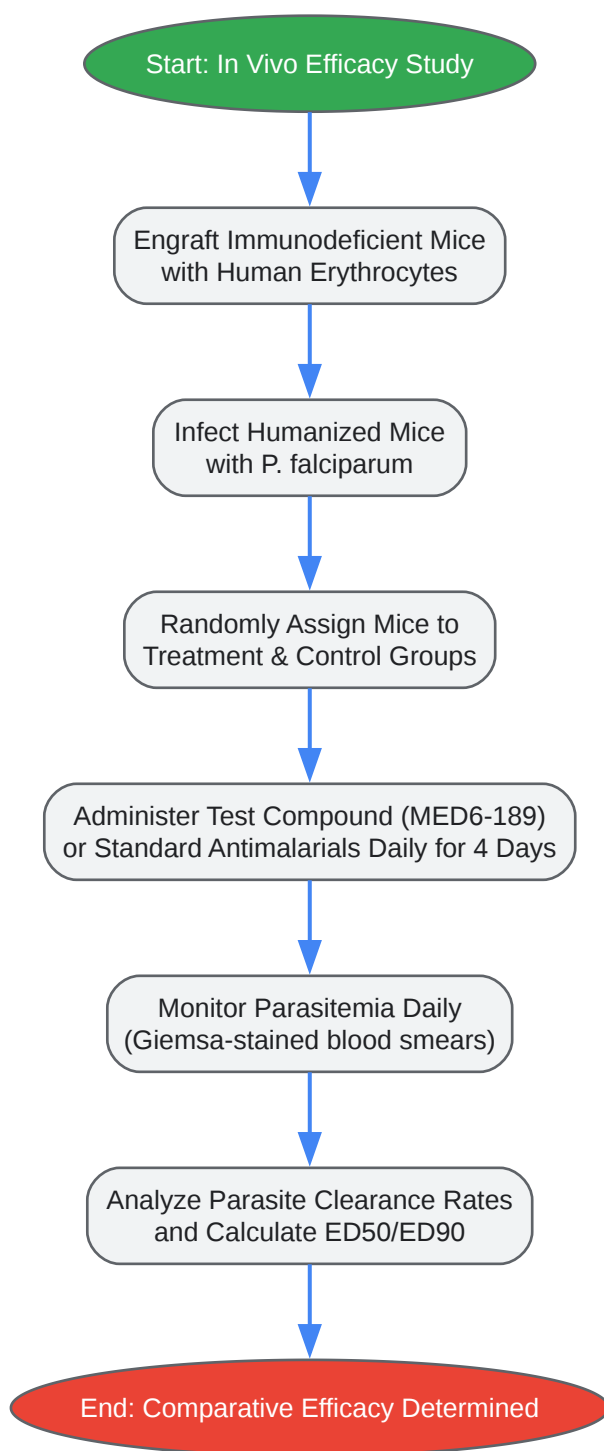 Start: In Vivo Efficacy Study
Engraft Immunodeficient Mice
with Human Erythrocytes
Infect Humanized Mice
with P. falciparum
Randomly Assign Mice to
Treatment & Control Groups
Administer Test Compound (MED6-189)
or Standard Antimalarials Daily for 4 Days
Monitor Parasitemia Daily
(Giemsa-stained blood smears)
Analyze Parasite Clearance Rates
and Calculate ED50/ED90
End: Comparative Efficacy Determined